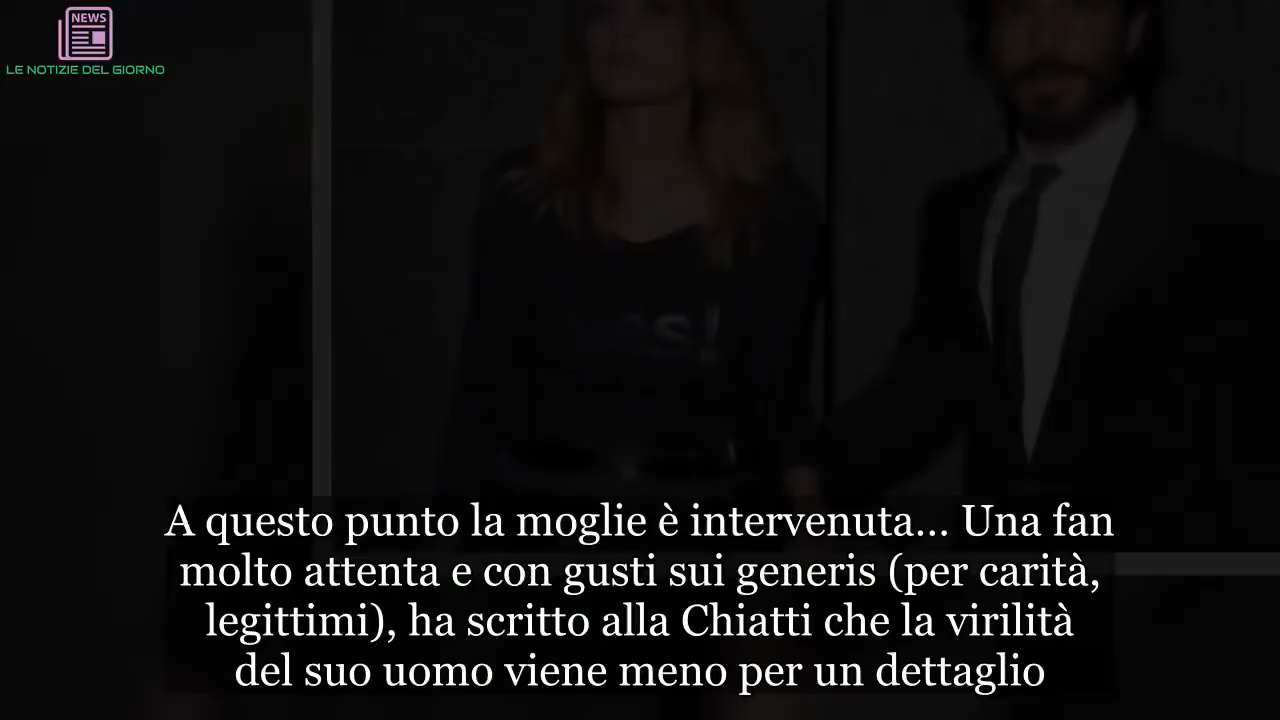 NEWS
LE NOTIZIE DEL GIORNO
A questo punto la moglie è intervenuta... Una fan
molto attenta e con gusti sui generis (per carità,
legittimi), ha scritto alla Chiatti che la virilità
del suo uomo viene meno per un dettaglio